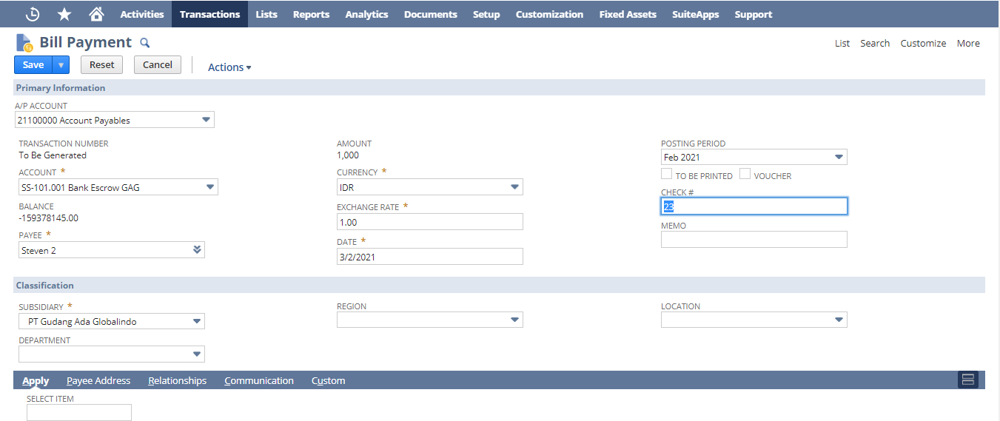 Activities Transactions Lists Reports Analytics Documents Setup Customization Fixed Assets SuiteApps Support
Bill Payment
List Search Customize More
Save Reset Cancel Actions
Primary Information
A/P ACCOUNT
21100000 Account Payables
TRANSACTION NUMBER
To Be Generated
ACCOUNT *
SS-101.001 Bank Escrow GAG
BALANCE
-159378145.00
PAYEE *
Steven 2
AMOUNT
1,000
CURRENCY *
IDR
EXCHANGE RATE *
1.00
DATE *
3/2/2021
POSTING PERIOD
Feb 2021
TO BE PRINTED VOUCHER
CHECK #
23
MEMO
Classification
SUBSIDIARY *
PT Gudang Ada Globalindo
DEPARTMENT
REGION
LOCATION
Apply Payee Address Relationships Communication Custom
SELECT ITEM